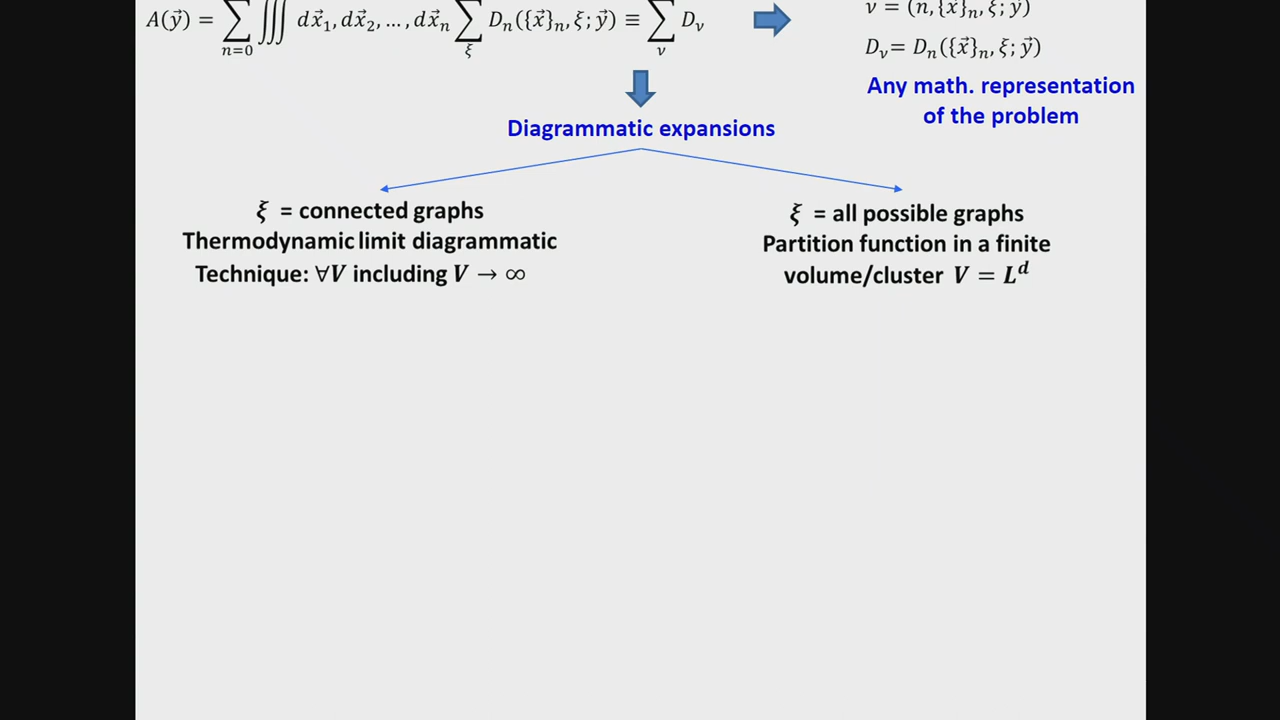 A(y⃗) = ∑_{n=0} ∭ dx⃗₁, dx⃗₂, … , dx⃗ₙ ∑_ξ Dₙ({x⃗}ₙ, ξ; y⃗) ≡ ∑_ν D_ν
ν = (n, {x⃗}ₙ, ξ; y⃗)
D_ν = Dₙ({x⃗}ₙ, ξ; y⃗)
Any math. representation
of the problem
Diagrammatic expansions
ξ = connected graphs
Thermodynamic limit diagrammatic
Technique: ∀V including V → ∞
ξ = all possible graphs
Partition function in a finite
volume/cluster V = L^d